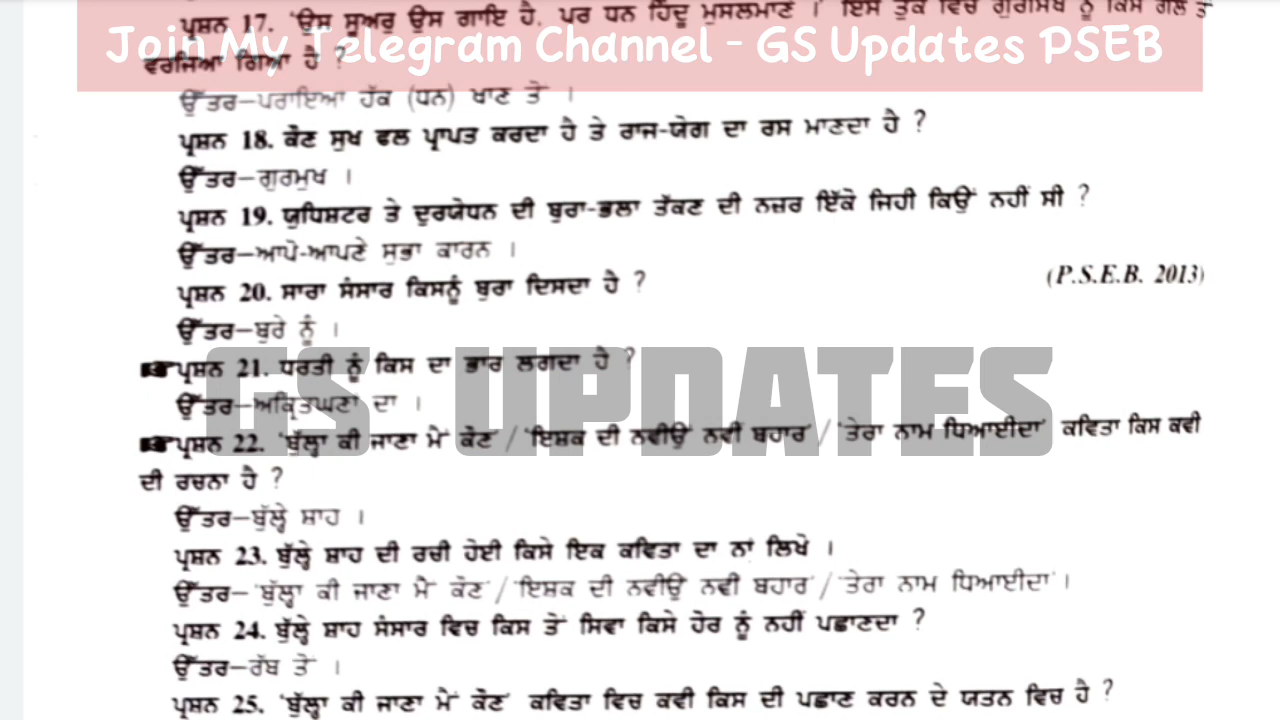 ਪ੍ਰਸ਼ਨ 17. 'ਉਸ ਸੂਅਰੁ ਉਸ ਗਾਇ ਹੈ, ਪਰ ਧਨ ਹਿੰਦੂ ਮੁਸਲਮਾਣੈ ।' ਇਸ ਤੁਕ ਵਿਚ ਗੁਰਮਿਖ ਨੂੰ ਕਿਸ ਗੱਲ ਤੋਂ
Join My Telegram Channel - GS Updates PSEB
ਵਰਜਿਆ ਗਿਆ ਹੈ ?
ਉੱਤਰ—ਪਰਾਇਆ ਹੱਕ (ਧਨ) ਖਾਣ ਤੋਂ ।
ਪ੍ਰਸ਼ਨ 18. ਕੌਣ ਸੁਖ ਫਲ ਪ੍ਰਾਪਤ ਕਰਦਾ ਹੈ ਤੇ ਰਾਜ-ਯੋਗ ਦਾ ਰਸ ਮਾਣਦਾ ਹੈ ?
ਉੱਤਰ—ਗੁਰਮੁਖ ।
ਪ੍ਰਸ਼ਨ 19. ਯੁਧਿਸ਼ਟਰ ਤੇ ਦੁਰਯੋਧਨ ਦੀ ਬੁਰਾ-ਭਲਾ ਤੱਕਣ ਦੀ ਨਜ਼ਰ ਇੱਕੋ ਜਿਹੀ ਕਿਉਂ ਨਹੀਂ ਸੀ ?
ਉੱਤਰ—ਆਪੋ-ਆਪਣੇ ਸੁਭਾ ਕਾਰਨ ।
(P.S.E.B. 2013)
ਪ੍ਰਸ਼ਨ 20. ਸਾਰਾ ਸੰਸਾਰ ਕਿਸਨੂੰ ਬੁਰਾ ਦਿਸਦਾ ਹੈ ?
ਉੱਤਰ—ਬੁਰੇ ਨੂੰ ।
GS UPDATES
ਪ੍ਰਸ਼ਨ 21. ਧਰਤੀ ਨੂੰ ਕਿਸ ਦਾ ਭਾਰ ਲਗਦਾ ਹੈ ?
ਉੱਤਰ—ਅਕ੍ਰਿਤਘਣਾਂ ਦਾ ।
ਪ੍ਰਸ਼ਨ 22. 'ਬੁੱਲ੍ਹਾ ਕੀ ਜਾਣਾ ਮੈਂ ਕੌਣ' / 'ਇਸ਼ਕ ਦੀ ਨਵੀਉਂ ਨਵੀਂ ਬਹਾਰ' / 'ਤੇਰਾ ਨਾਮ ਧਿਆਈਦਾ' ਕਵਿਤਾ ਕਿਸ ਕਵੀ
ਦੀ ਰਚਨਾ ਹੈ ?
ਉੱਤਰ—ਬੁੱਲ੍ਹੇ ਸ਼ਾਹ ।
ਪ੍ਰਸ਼ਨ 23. ਬੁੱਲ੍ਹੇ ਸ਼ਾਹ ਦੀ ਰਚੀ ਹੋਈ ਕਿਸੇ ਇਕ ਕਵਿਤਾ ਦਾ ਨਾਂ ਲਿਖੋ ।
ਉੱਤਰ—'ਬੁੱਲ੍ਹਾ ਕੀ ਜਾਣਾ ਮੈਂ ਕੌਣ' / 'ਇਸ਼ਕ ਦੀ ਨਵੀਉਂ ਨਵੀਂ ਬਹਾਰ' / 'ਤੇਰਾ ਨਾਮ ਧਿਆਈਦਾ' ।
ਪ੍ਰਸ਼ਨ 24. ਬੁੱਲ੍ਹੇ ਸ਼ਾਹ ਸੰਸਾਰ ਵਿਚ ਕਿਸ ਤੋਂ ਸਿਵਾ ਕਿਸੇ ਹੋਰ ਨੂੰ ਨਹੀਂ ਪਛਾਣਦਾ ?
ਉੱਤਰ—ਰੱਬ ਤੋਂ ।
ਪ੍ਰਸ਼ਨ 25. 'ਬੁੱਲ੍ਹਾ ਕੀ ਜਾਣਾ ਮੈਂ ਕੌਣ' ਕਵਿਤਾ ਵਿਚ ਕਵੀ ਕਿਸ ਦੀ ਪਛਾਣ ਕਰਨ ਦੇ ਯਤਨ ਵਿਚ ਹੈ ?